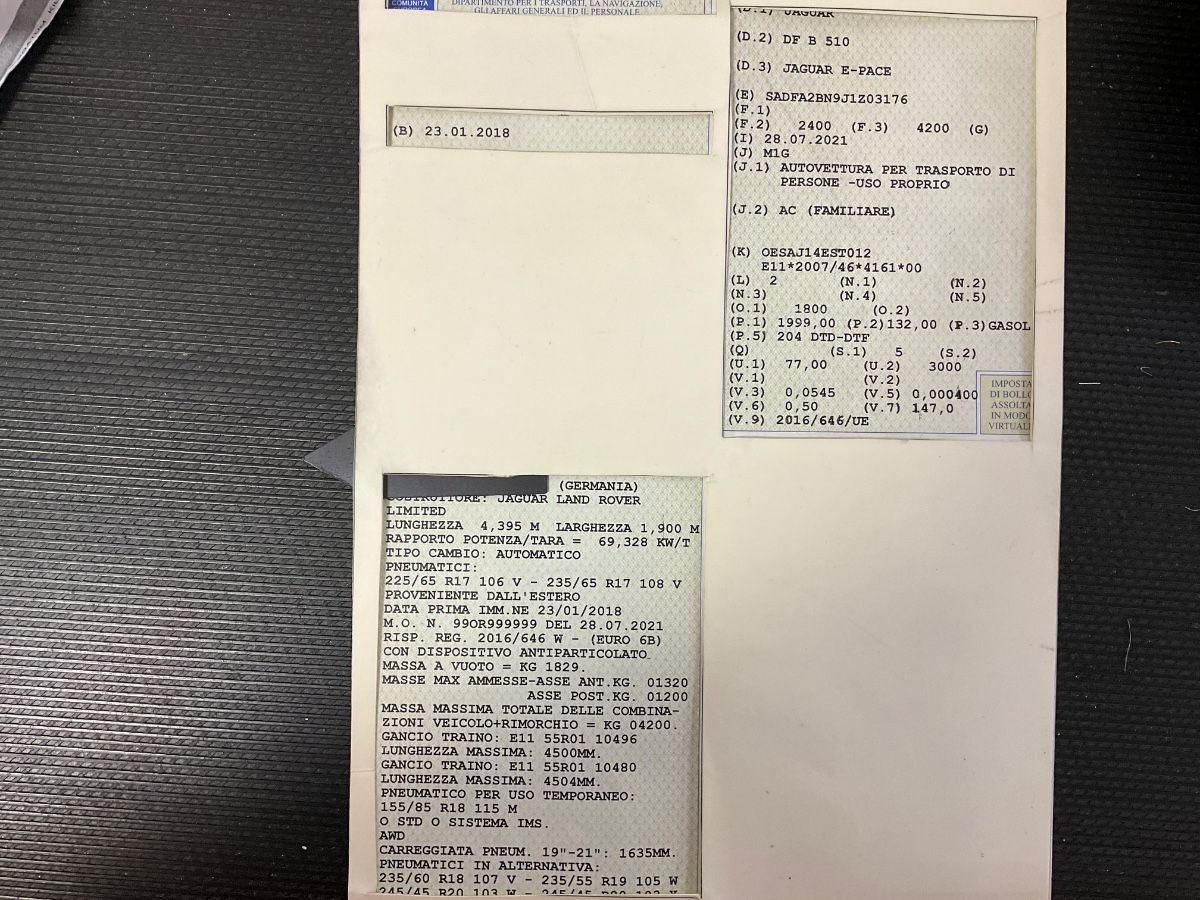 COMUNITÀ
DIPARTIMENTO PER I TRASPORTI, LA NAVIGAZIONE,
GLI AFFARI GENERALI ED IL PERSONALE
(B) 23.01.2018
(GERMANIA)
COSTRUTTORE: JAGUAR LAND ROVER
LIMITED
LUNGHEZZA 4,395 M LARGHEZZA 1,900 M
RAPPORTO POTENZA/TARA = 69,328 KW/T
TIPO CAMBIO: AUTOMATICO
PNEUMATICI:
225/65 R17 106 V - 235/65 R17 108 V
PROVENIENTE DALL'ESTERO
DATA PRIMA IMM.NE 23/01/2018
M.O. N. 99OR999999 DEL 28.07.2021
RISP. REG. 2016/646 W - (EURO 6B)
CON DISPOSITIVO ANTIPARTICOLATO
MASSA A VUOTO = KG 1829.
MASSE MAX AMMESSE-ASSE ANT.KG. 01320
ASSE POST.KG. 01200
MASSA MASSIMA TOTALE DELLE COMBINA-
ZIONI VEICOLO+RIMORCHIO = KG 04200.
GANCIO TRAINO: E11 55R01 10496
LUNGHEZZA MASSIMA: 4500MM.
GANCIO TRAINO: E11 55R01 10480
LUNGHEZZA MASSIMA: 4504MM.
PNEUMATICO PER USO TEMPORANEO:
155/85 R18 115 M
O STD O SISTEMA IMS.
AWD
CARREGGIATA PNEUM. 19"-21": 1635MM.
PNEUMATICI IN ALTERNATIVA:
235/60 R18 107 V - 235/55 R19 105 W
245/45 R20 103 W - 245/45 R20 103 V
(D.1) JAGUAR
(D.2) DF B 510
(D.3) JAGUAR E-PACE
(E) SADFA2BN9J1Z03176
(F.1)
(F.2) 2400 (F.3) 4200 (G)
(I) 28.07.2021
(J) M1G
(J.1) AUTOVETTURA PER TRASPORTO DI
PERSONE -USO PROPRIO
(J.2) AC (FAMILIARE)
(K) OESAJ14EST012
E11*2007/46*4161*00
(L) 2 (N.1) (N.2)
(N.3) (N.4) (N.5)
(O.1) 1800 (O.2)
(P.1) 1999,00 (P.2)132,00 (P.3)GASOL
(P.5) 204 DTD-DTF
(Q) (S.1) 5 (S.2)
(U.1) 77,00 (U.2) 3000
(V.1) (V.2)
(V.3) 0,0545 (V.5) 0,000400
(V.6) 0,50 (V.7) 147,0
(V.9) 2016/646/UE
IMPOSTA
DI BOLLO
ASSOLTA
IN MODO
VIRTUALE